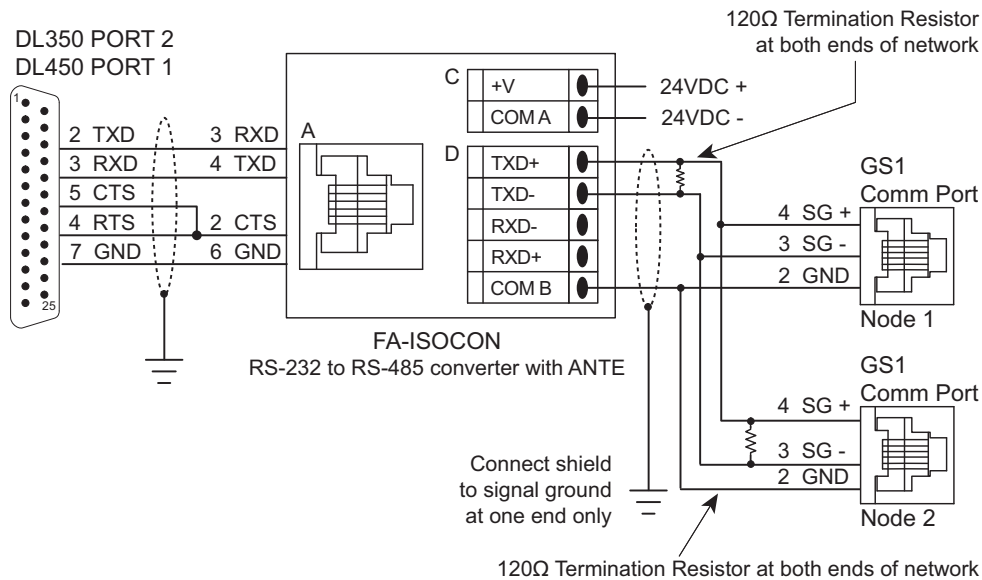 120Ω Termination Resistor
at both ends of network
DL350 PORT 2
DL450 PORT 1
1
25
2 TXD
3 RXD
3 RXD
4 TXD
5 CTS
4 RTS
2 CTS
7 GND
6 GND
A
C
+V
COM A
24VDC +
24VDC -
D
TXD+
TXD-
RXD-
RXD+
COM B
FA-ISOCON
RS-232 to RS-485 converter with ANTE
GS1
Comm Port
4 SG +
3 SG -
2 GND
Node 1
GS1
Comm Port
4 SG +
3 SG -
2 GND
Node 2
Connect shield
to signal ground
at one end only
120Ω Termination Resistor at both ends of network